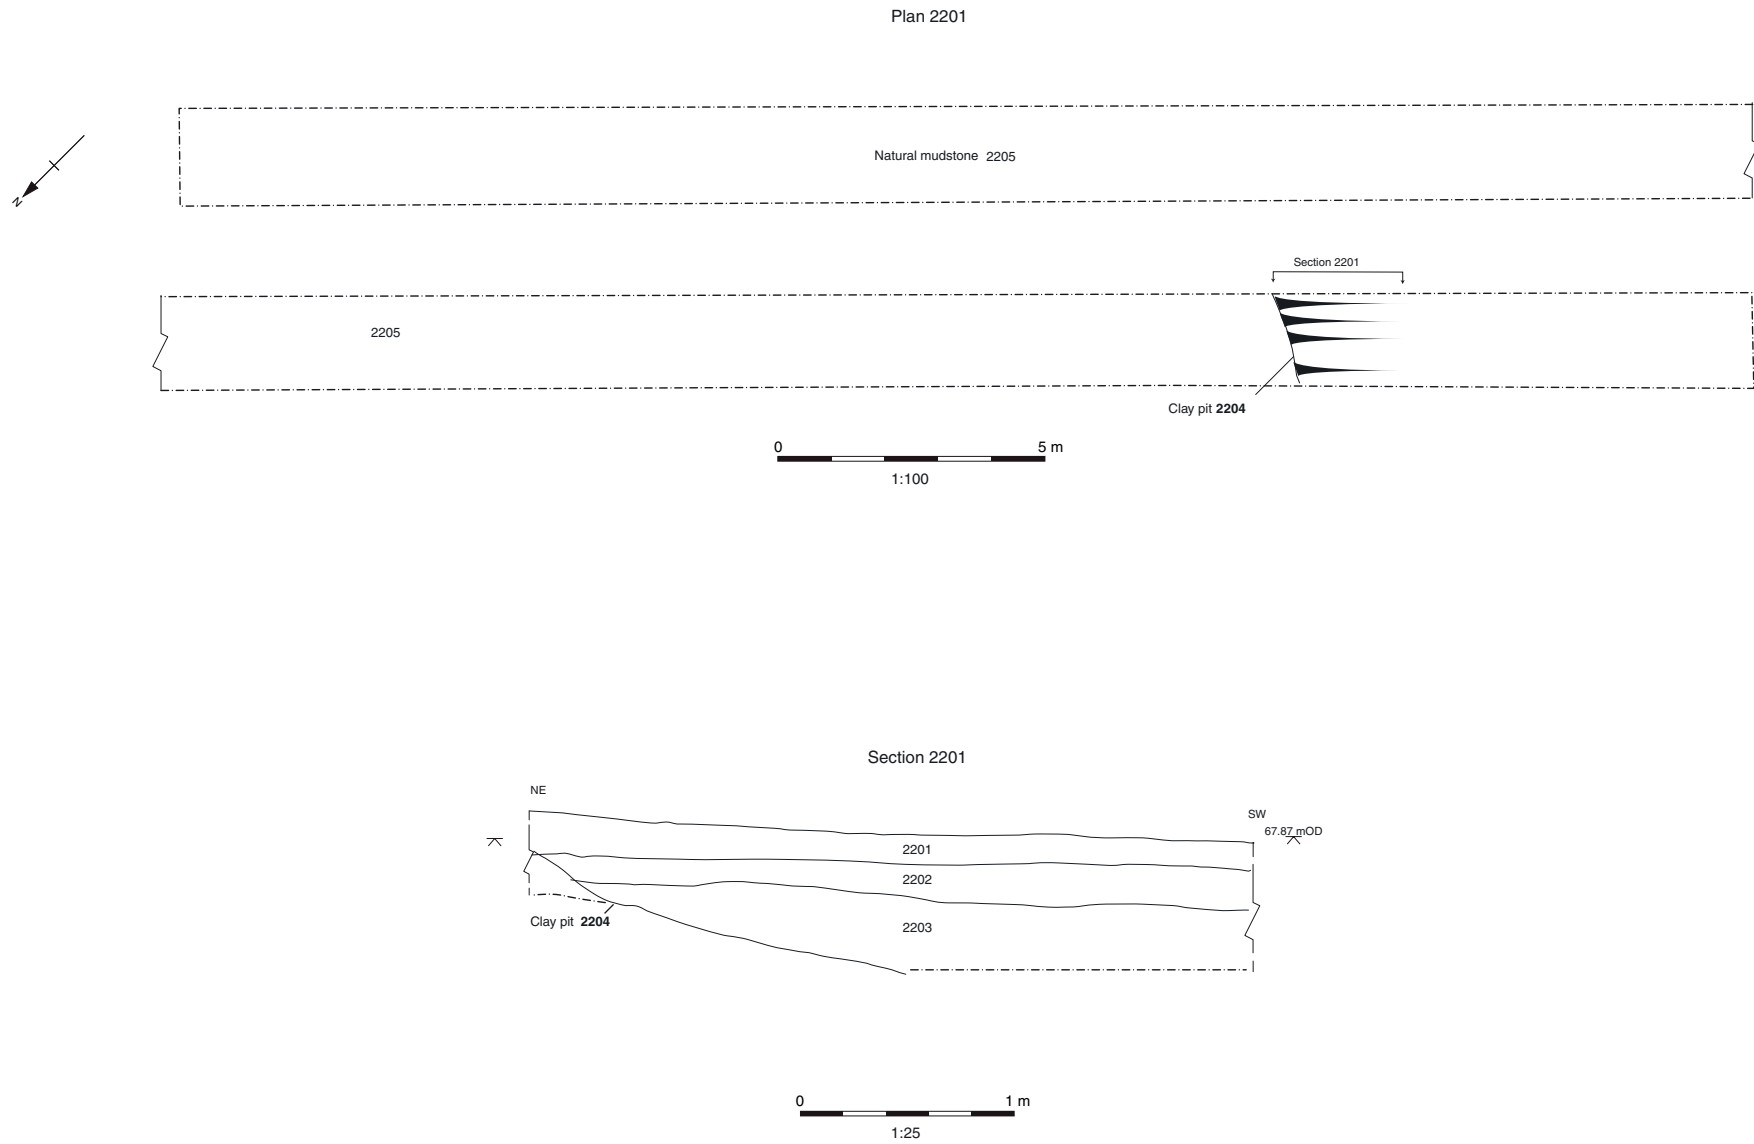 Plan 2201
Natural mudstone 2205
N
Section 2201
2205
Clay pit 2204
0 5 m
1:100
Section 2201
NE
SW
67.87 mOD
2201
2202
Clay pit 2204
2203
0 1 m
1:25